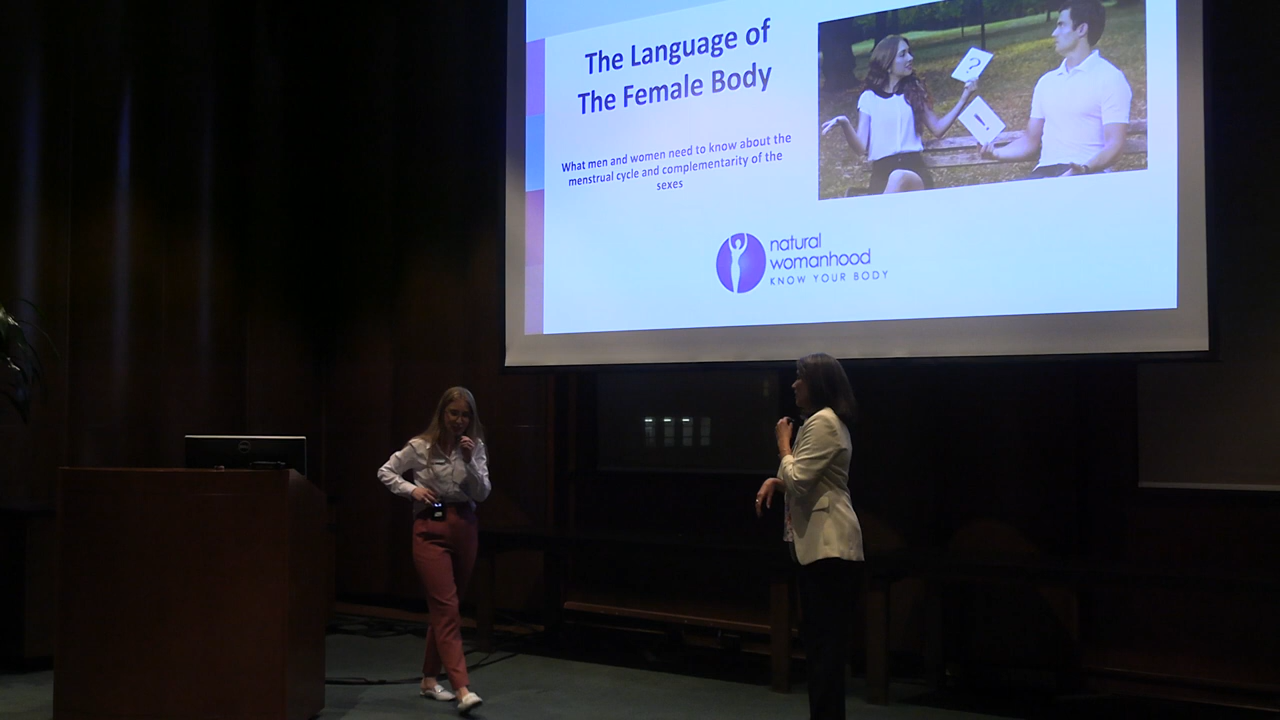 The Language of
The Female Body
What men and women need to know about the
menstrual cycle and complementarity of the
sexes
?
!
natural
womanhood
KNOW YOUR BODY